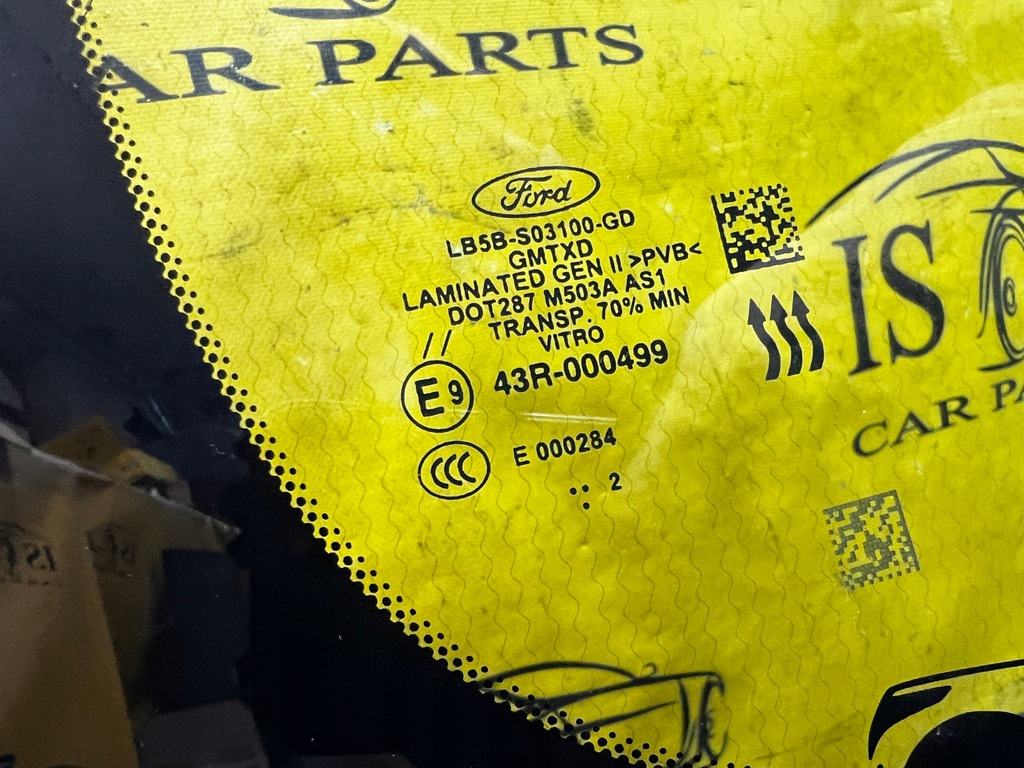 CAR PARTS
Ford
LB5B-S03100-GD
GMTXD
LAMINATED GEN II >PVB<
DOT287 M503A AS1
TRANSP. 70% MIN
VITRO
//
E9 43R-000499
CCC E 000284
2
IS
CAR PA
IS